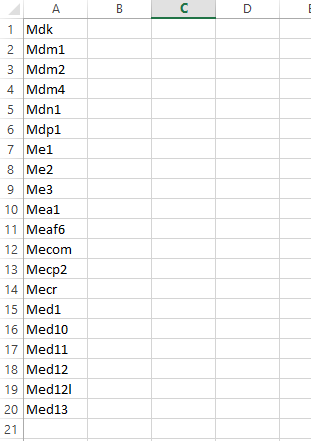 A B C D E
1 Mdk
2 Mdm1
3 Mdm2
4 Mdm4
5 Mdn1
6 Mdp1
7 Me1
8 Me2
9 Me3
10 Mea1
11 Meaf6
12 Mecom
13 Mecp2
14 Mecr
15 Med1
16 Med10
17 Med11
18 Med12
19 Med12l
20 Med13
21